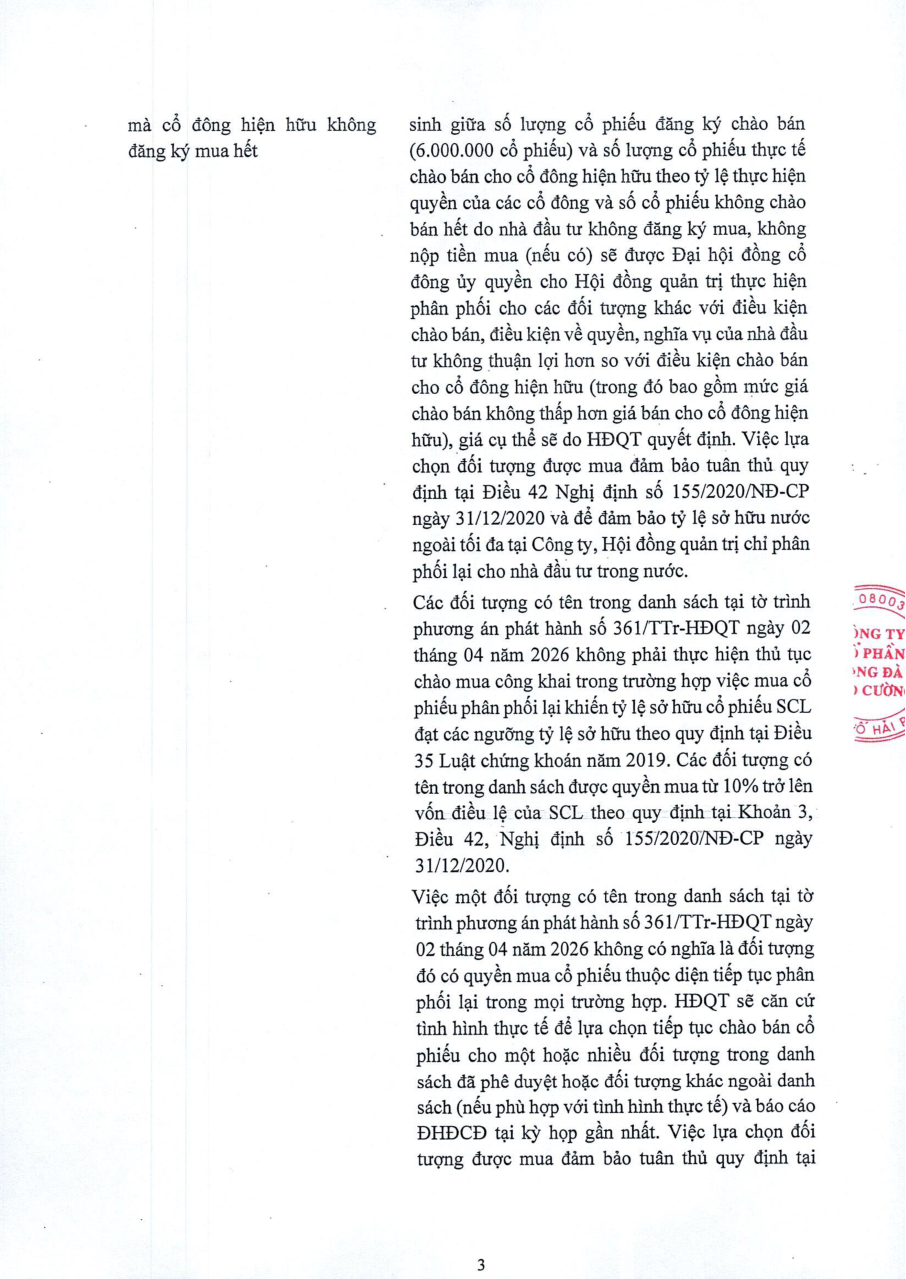 mà cổ đông hiện hữu không
đăng ký mua hết
sinh giữa số lượng cổ phiếu đăng ký chào bán
(6.000.000 cổ phiếu) và số lượng cổ phiếu thực tế
chào bán cho cổ đông hiện hữu theo tỷ lệ thực hiện
quyền của các cổ đông và số cổ phiếu không chào
bán hết do nhà đầu tư không đăng ký mua, không
nộp tiền mua (nếu có) sẽ được Đại hội đồng cổ
đông ủy quyền cho Hội đồng quản trị thực hiện
phân phối cho các đối tượng khác với điều kiện
chào bán, điều kiện về quyền, nghĩa vụ của nhà đầu
tư không thuận lợi hơn so với điều kiện chào bán
cho cổ đông hiện hữu (trong đó bao gồm mức giá
chào bán không thấp hơn giá bán cho cổ đông hiện
hữu), giá cụ thể sẽ do HĐQT quyết định. Việc lựa
chọn đối tượng được mua đảm bảo tuân thủ quy
định tại Điều 42 Nghị định số 155/2020/NĐ-CP
ngày 31/12/2020 và để đảm bảo tỷ lệ sở hữu nước
ngoài tối đa tại Công ty, Hội đồng quản trị chỉ phân
phối lại cho nhà đầu tư trong nước.
Các đối tượng có tên trong danh sách tại tờ trình
phương án phát hành số 361/TTr-HĐQT ngày 02
tháng 04 năm 2026 không phải thực hiện thủ tục
chào mua công khai trong trường hợp việc mua cổ
phiếu phân phối lại khiến tỷ lệ sở hữu cổ phiếu SCL
đạt các ngưỡng tỷ lệ sở hữu theo quy định tại Điều
35 Luật chứng khoán năm 2019. Các đối tượng có
tên trong danh sách được quyền mua từ 10% trở lên
vốn điều lệ của SCL theo quy định tại Khoản 3,
Điều 42, Nghị định số 155/2020/NĐ-CP ngày
31/12/2020.
Việc một đối tượng có tên trong danh sách tại tờ
trình phương án phát hành số 361/TTr-HĐQT ngày
02 tháng 04 năm 2026 không có nghĩa là đối tượng
đó có quyền mua cổ phiếu thuộc diện tiếp tục phân
phối lại trong mọi trường hợp. HĐQT sẽ căn cứ
tình hình thực tế để lựa chọn tiếp tục chào bán cổ
phiếu cho một hoặc nhiều đối tượng trong danh
sách đã phê duyệt hoặc đối tượng khác ngoài danh
sách (nếu phù hợp với tình hình thực tế) và báo cáo
ĐHĐCĐ tại kỳ họp gần nhất. Việc lựa chọn đối
tượng được mua đảm bảo tuân thủ quy định tại
08003
TY
PHẦN
ĐÀ
HẢI
3